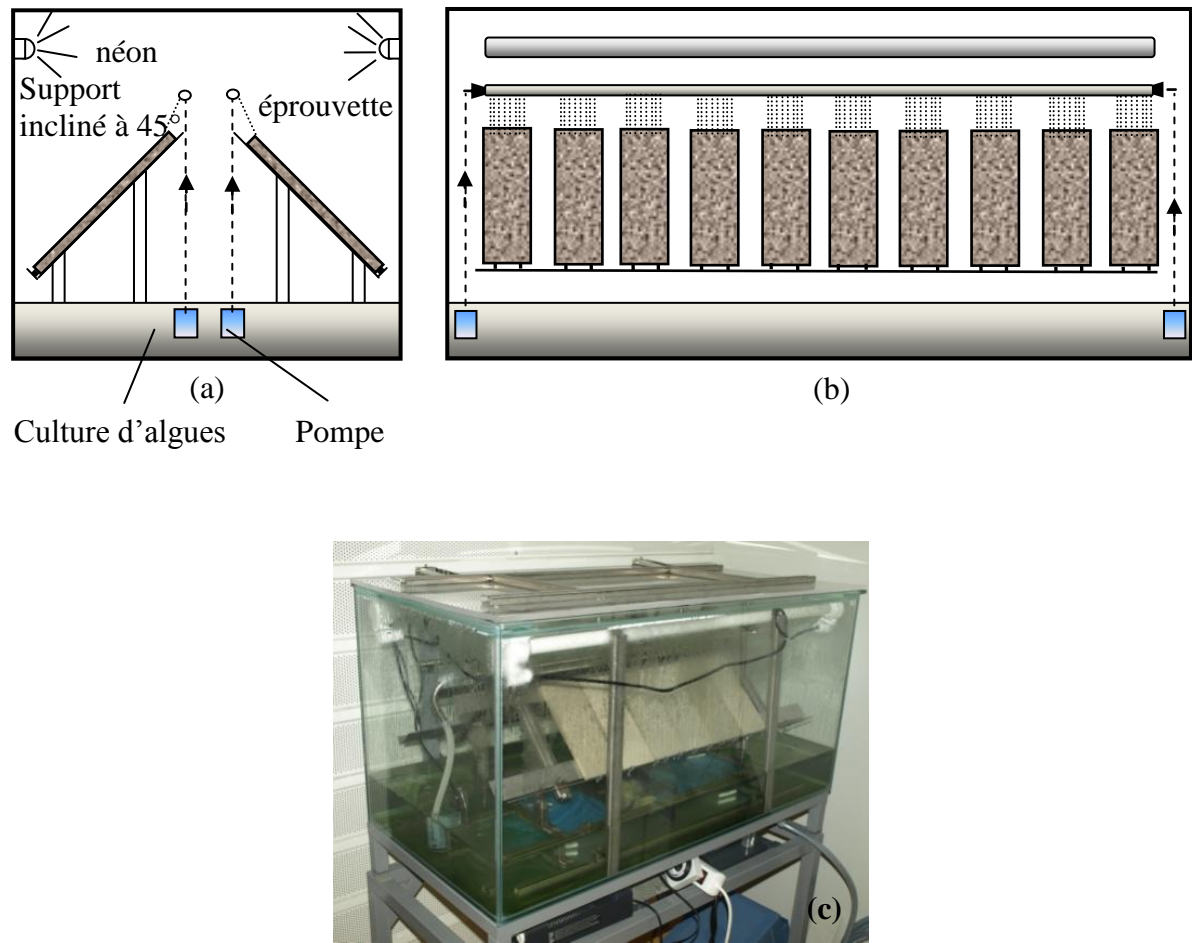 néon
Support
incliné à 45°
éprouvette
(a)
(b)
Culture d'algues
Pompe
(c)